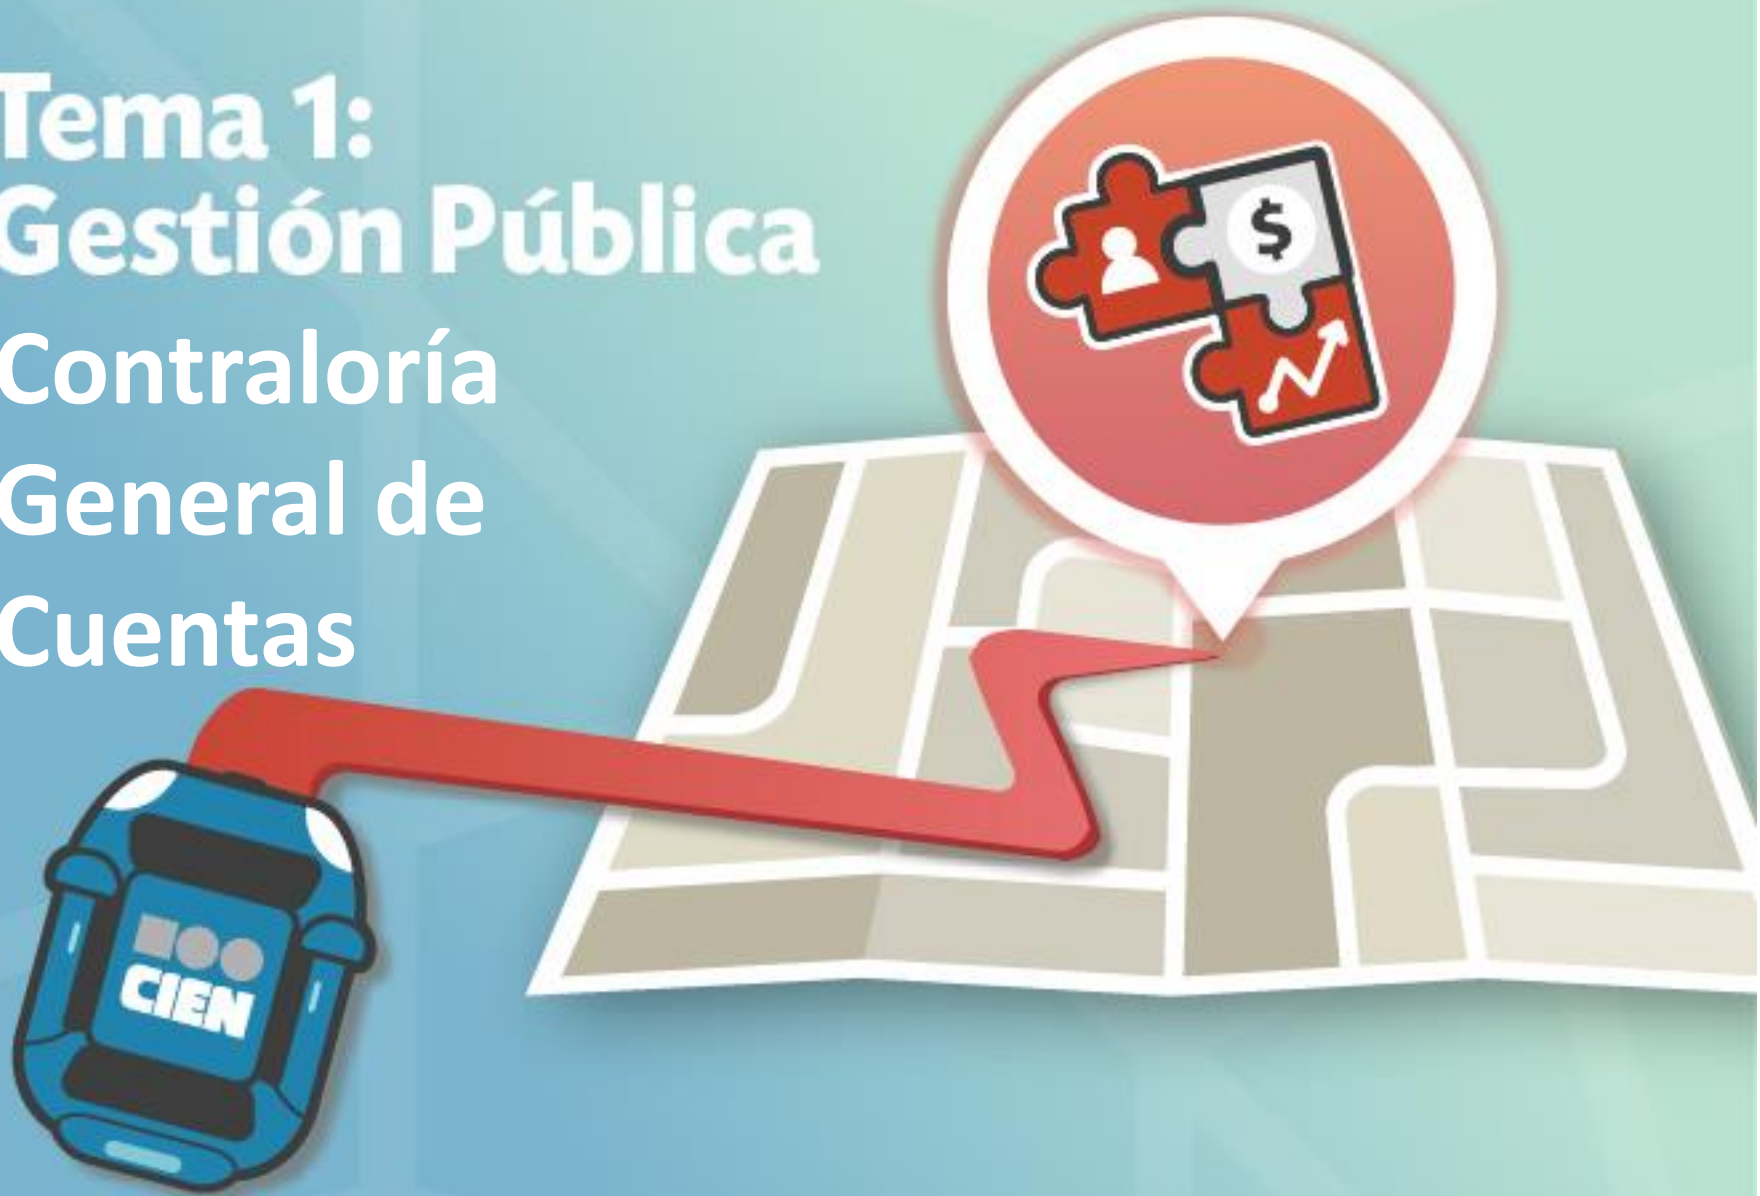 Tema 1:
Gestión Pública
Contraloría
General de
Cuentas
$
CIEN